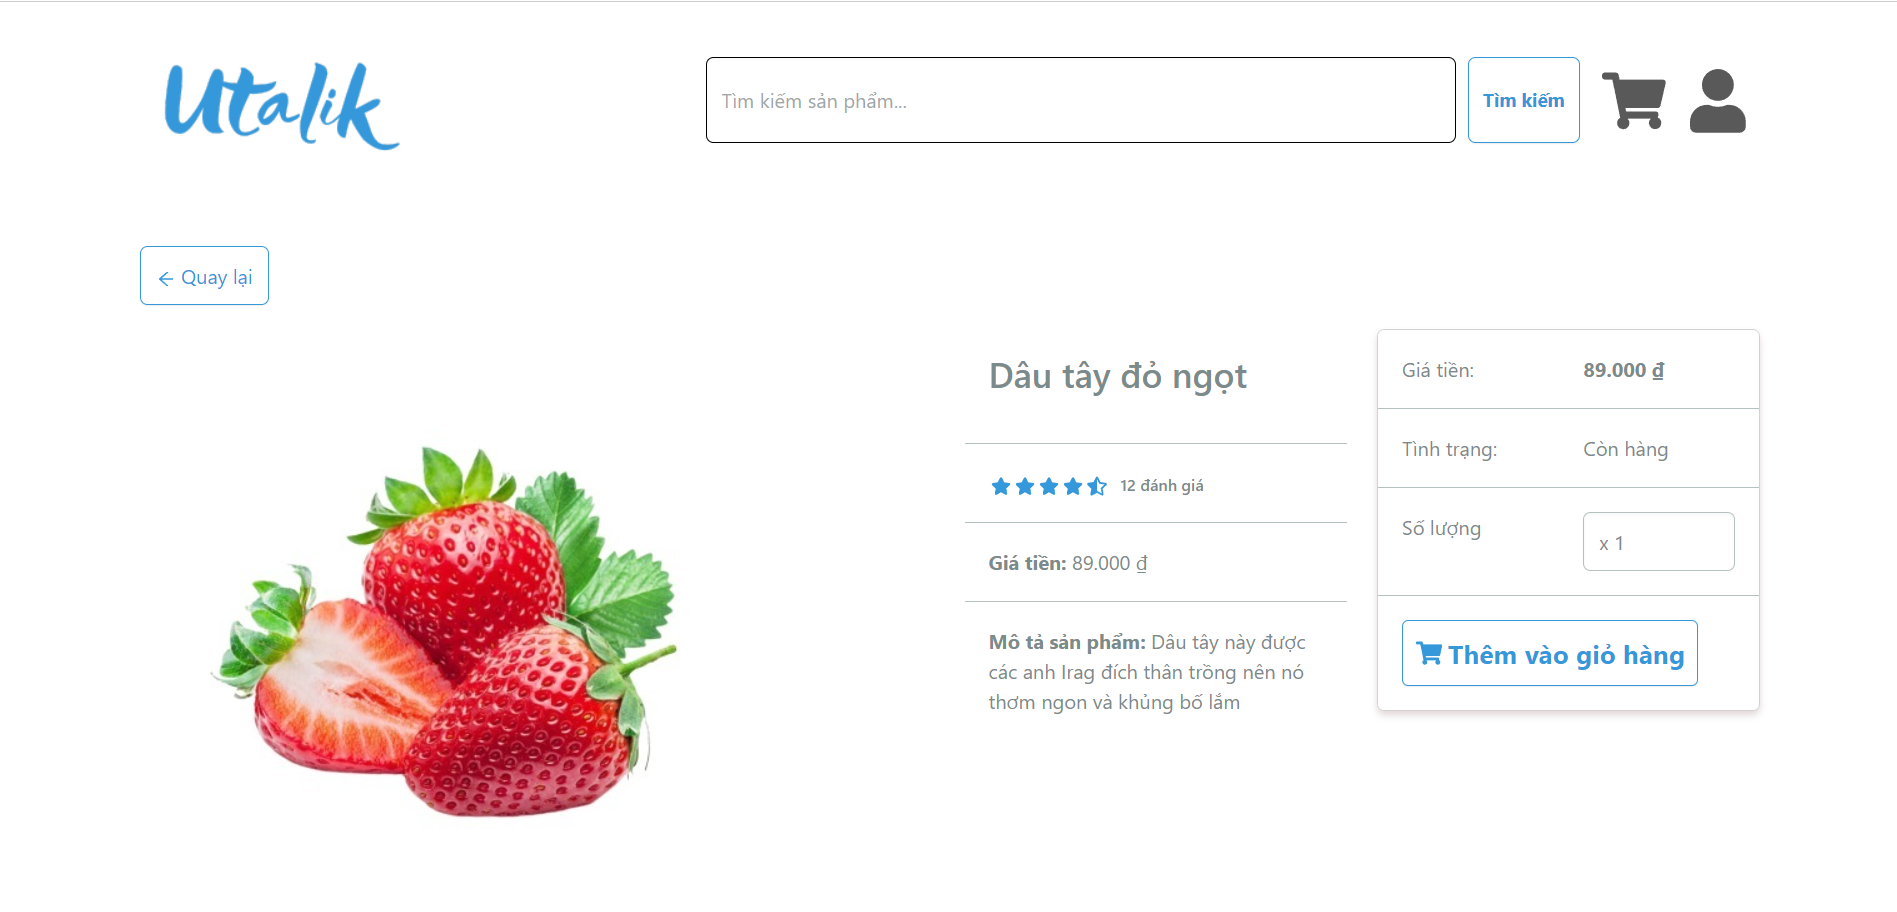 Utalik
Tìm kiếm sản phẩm...
Tìm kiếm
Quay lại
Dâu tây đỏ ngọt
12 đánh giá
Giá tiền: 89.000 ₫
Mô tả sản phẩm: Dâu tây này được
các anh Irag đích thân trồng nên nó
thơm ngon và khủng bố lắm
Giá tiền: 89.000 ₫
Tình trạng: Còn hàng
Số lượng x 1
Thêm vào giỏ hàng